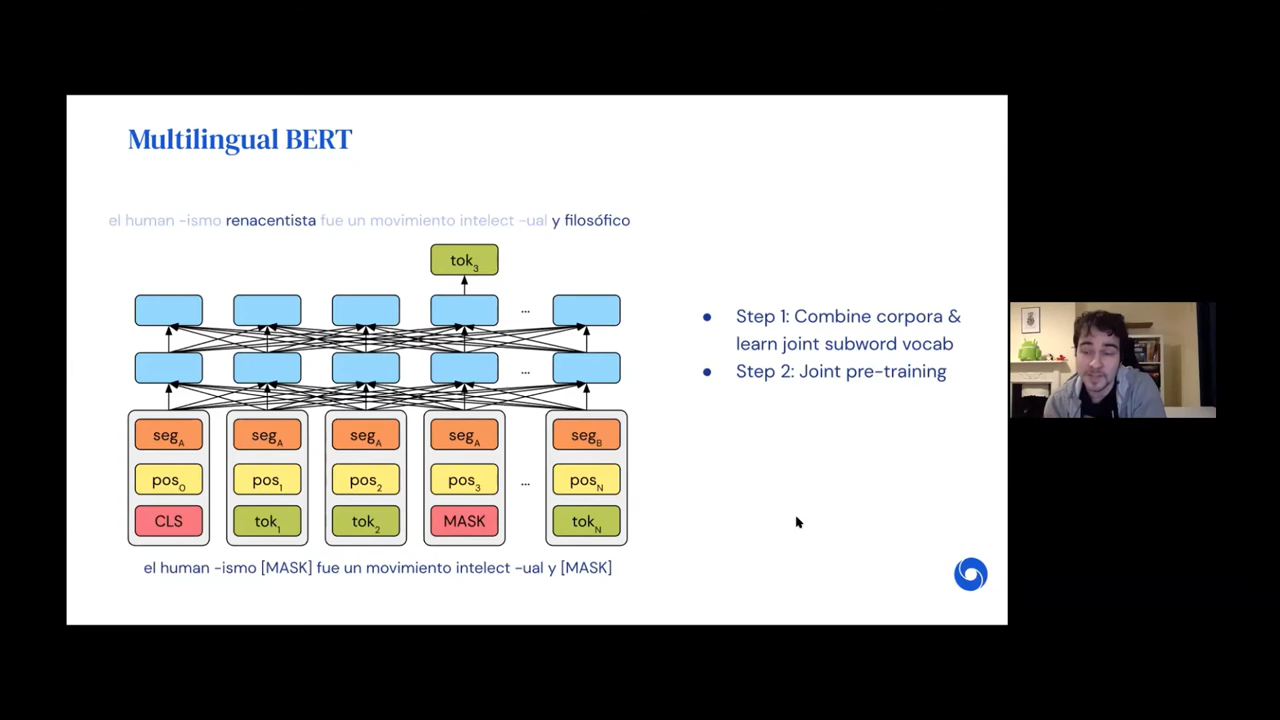 Multilingual BERT
el human -ismo renacentista fue un movimiento intelect -ual y filosófico
tok3
...
...
segA segA segA segA segB
pos0 pos1 pos2 pos3 ... posN
CLS tok1 tok2 MASK tokN
el human -ismo [MASK] fue un movimiento intelect -ual y [MASK]
● Step 1: Combine corpora &
learn joint subword vocab
● Step 2: Joint pre-training